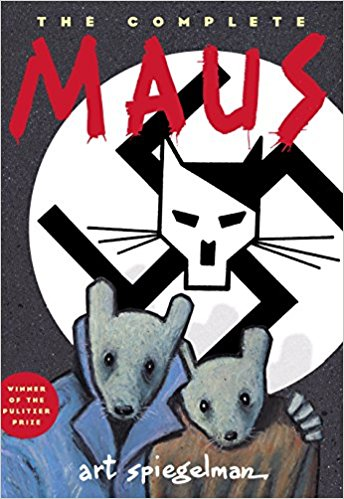 THE COMPLETE
MAUS
WINNER
OF THE
PULITZER
PRIZE
art spiegelman